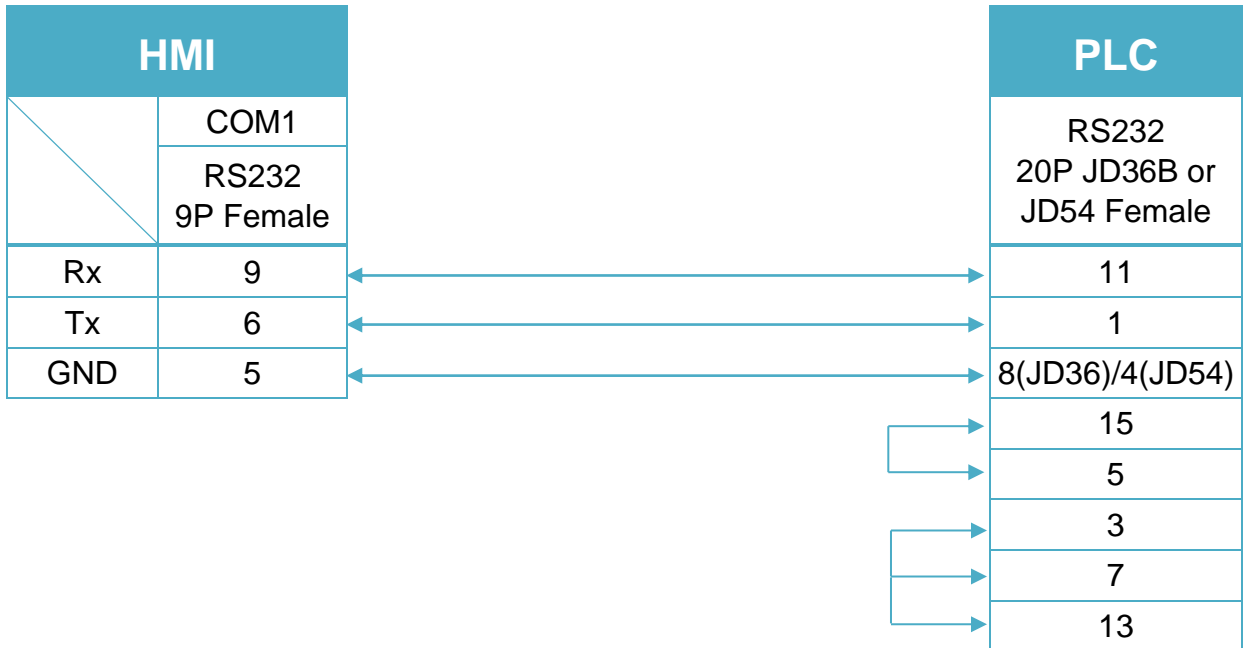 HMI
COM1
RS232
9P Female
Rx 9
Tx 6
GND 5
PLC
RS232
20P JD36B or
JD54 Female
11
1
8(JD36)/4(JD54)
15
5
3
7
13